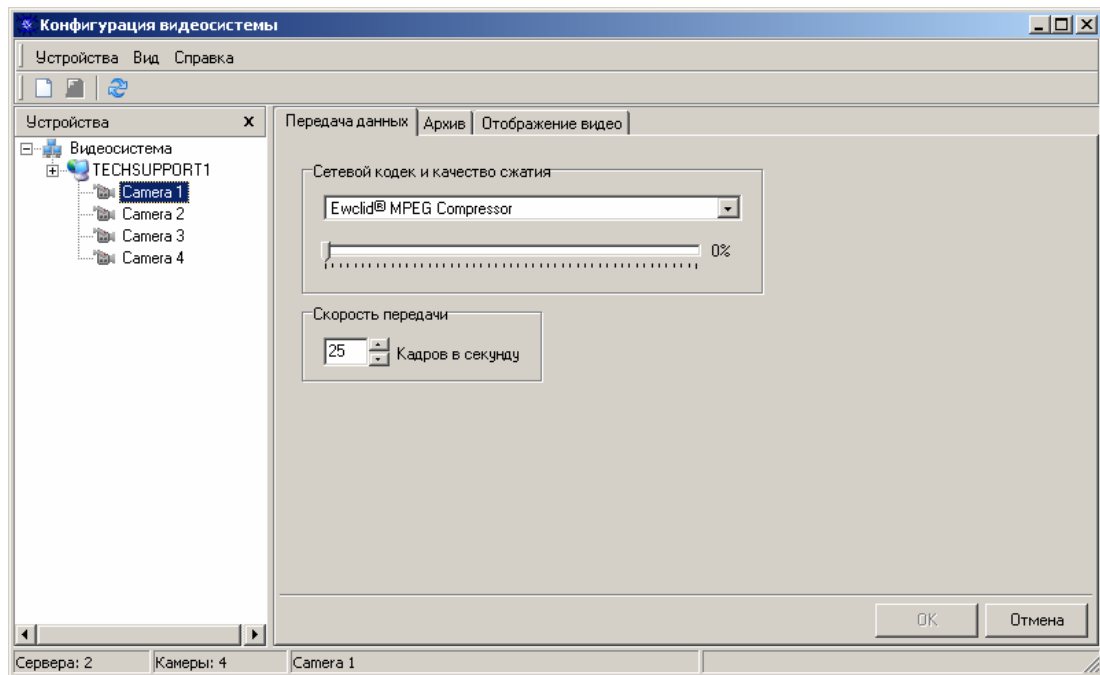 Конфигурация видеосистемы
Устройства Вид Справка
Устройства x
Передача данных Архив Отображение видео
Видеосистема
TECHSUPPORT1
Camera 1
Camera 2
Camera 3
Camera 4
Сетевой кодек и качество сжатия
Ewclid® MPEG Compressor
0%
Скорость передачи
25 Кадров в секунду
OK Отмена
Сервера: 2 Камеры: 4 Camera 1